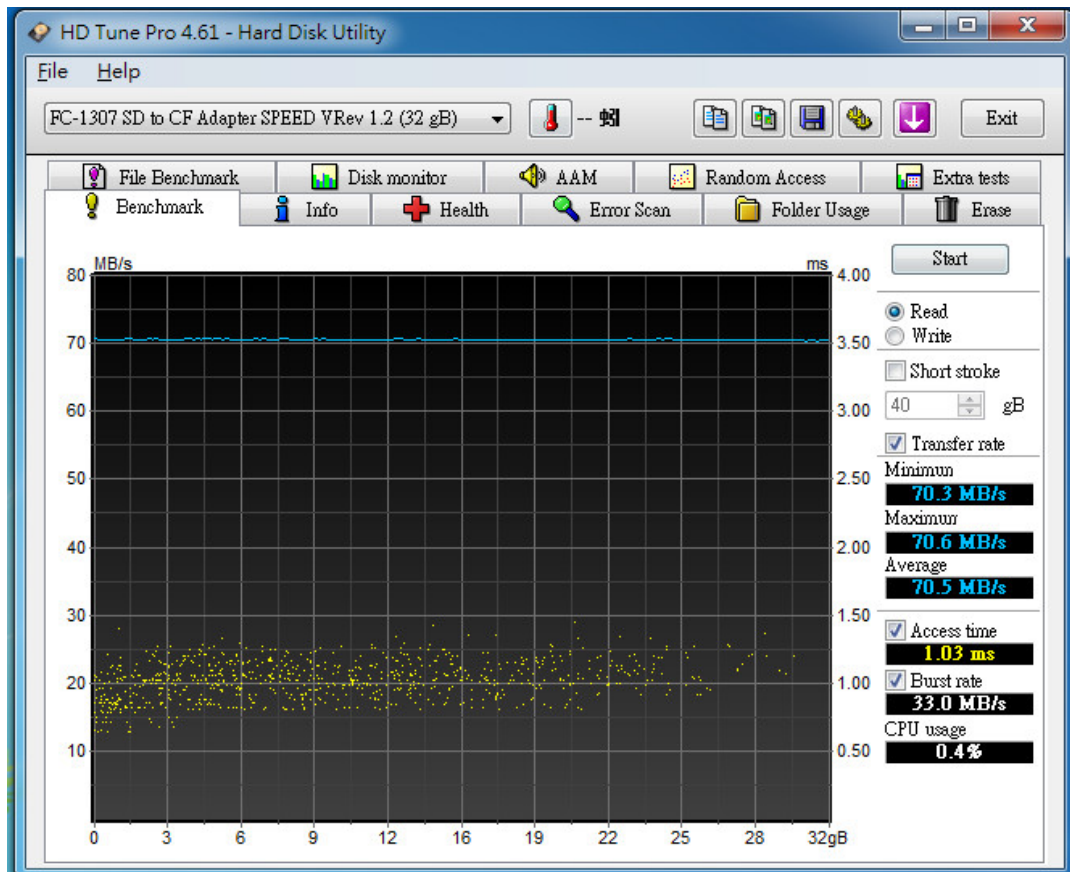 HD Tune Pro 4.61 - Hard Disk Utility
File Help
FC-1307 SD to CF Adapter SPEED VRev 1.2 (32 gB)
-- 蚓
Exit
File Benchmark Disk monitor AAM Random Access Extra tests
Benchmark Info Health Error Scan Folder Usage Erase
MB/s ms
80 4.00
70 3.50
60 3.00
50 2.50
40 2.00
30 1.50
20 1.00
10 0.50
0 3 6 9 12 16 19 22 25 28 32gB
Start
Read
Write
Short stroke
40 gB
Transfer rate
Minimun
70.3 MB/s
Maximun
70.6 MB/s
Average
70.5 MB/s
Access time
1.03 ms
Burst rate
33.0 MB/s
CPU usage
0.4%